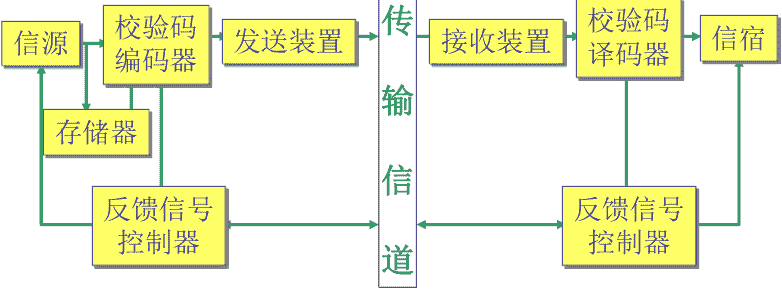 信源
校验码
编码器
发送装置
传输信道
接收装置
校验码
译码器
信宿
存储器
反馈信号
控制器
反馈信号
控制器